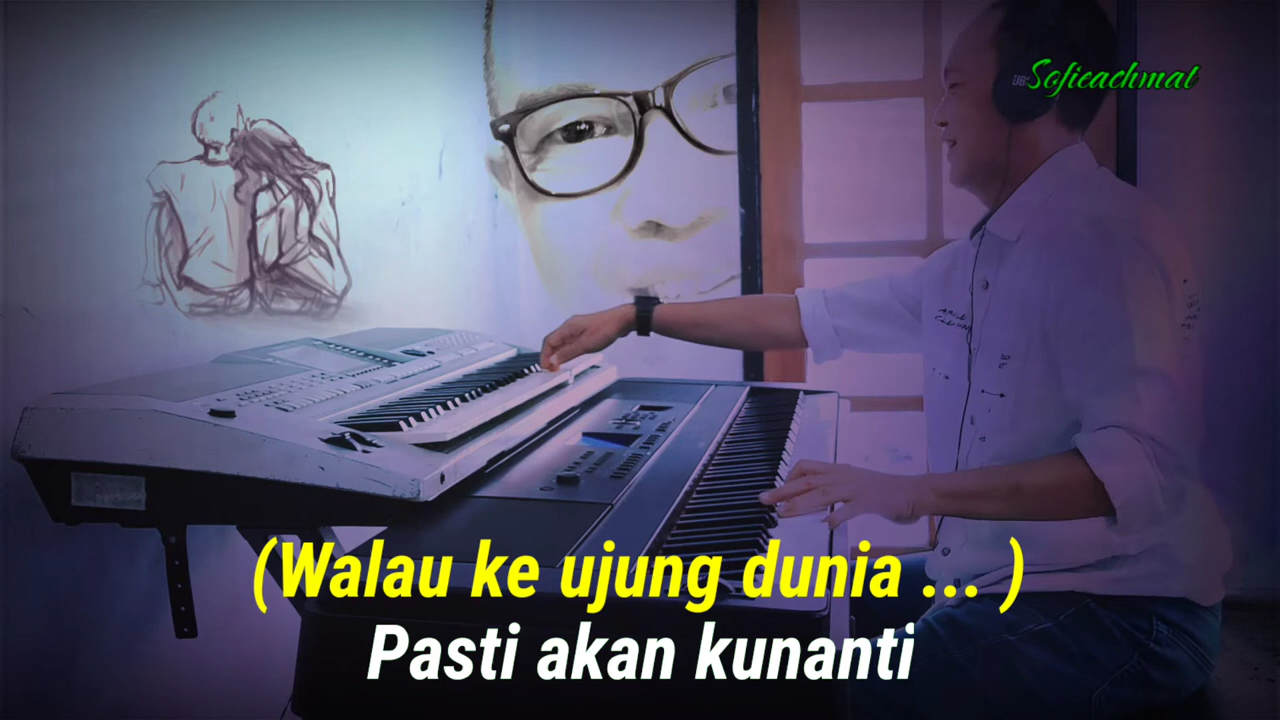 Sofieachmat
(Walau ke ujung dunia ... )
Pasti akan kunanti